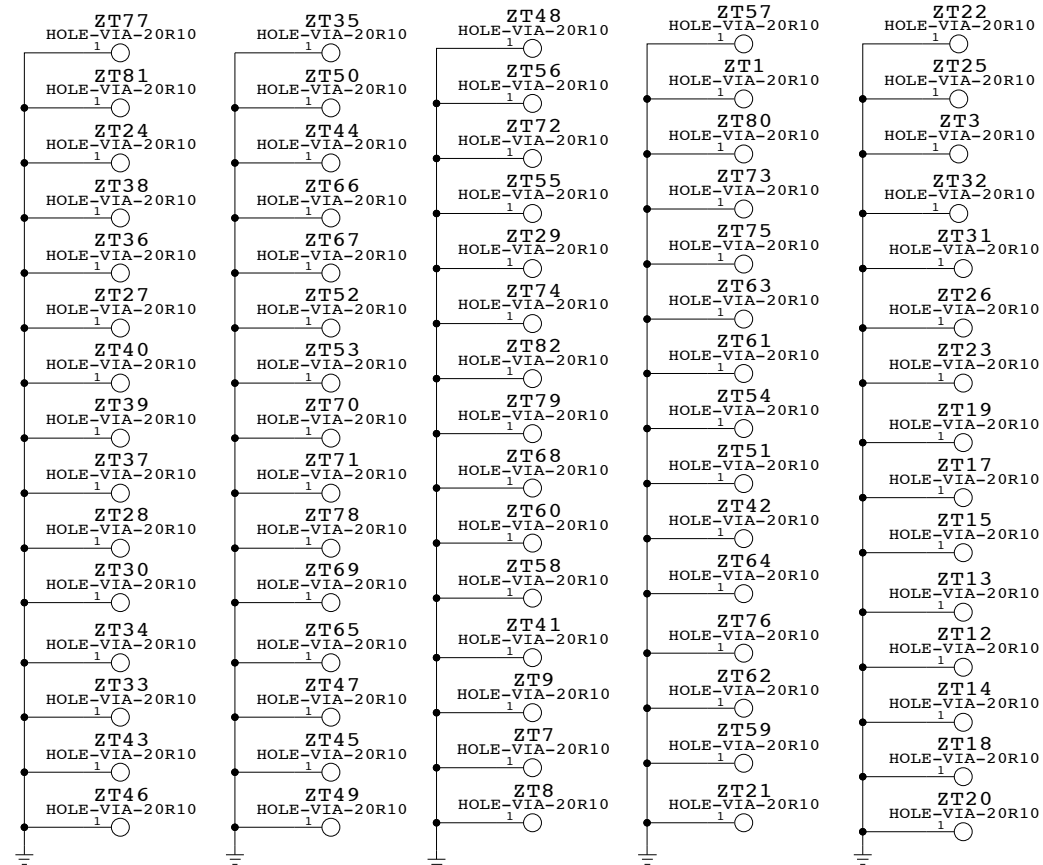 ZT77
HOLE-VIA-20R10
1
ZT81
HOLE-VIA-20R10
1
ZT24
HOLE-VIA-20R10
1
ZT38
HOLE-VIA-20R10
1
ZT36
HOLE-VIA-20R10
1
ZT27
HOLE-VIA-20R10
1
ZT40
HOLE-VIA-20R10
1
ZT39
HOLE-VIA-20R10
1
ZT37
HOLE-VIA-20R10
1
ZT28
HOLE-VIA-20R10
1
ZT30
HOLE-VIA-20R10
1
ZT34
HOLE-VIA-20R10
1
ZT33
HOLE-VIA-20R10
1
ZT43
HOLE-VIA-20R10
1
ZT46
HOLE-VIA-20R10
1
ZT35
HOLE-VIA-20R10
1
ZT50
HOLE-VIA-20R10
1
ZT44
HOLE-VIA-20R10
1
ZT66
HOLE-VIA-20R10
1
ZT67
HOLE-VIA-20R10
1
ZT52
HOLE-VIA-20R10
1
ZT53
HOLE-VIA-20R10
1
ZT70
HOLE-VIA-20R10
1
ZT71
HOLE-VIA-20R10
1
ZT78
HOLE-VIA-20R10
1
ZT69
HOLE-VIA-20R10
1
ZT65
HOLE-VIA-20R10
1
ZT47
HOLE-VIA-20R10
1
ZT45
HOLE-VIA-20R10
1
ZT49
HOLE-VIA-20R10
1
ZT48
HOLE-VIA-20R10
1
ZT56
HOLE-VIA-20R10
1
ZT72
HOLE-VIA-20R10
1
ZT55
HOLE-VIA-20R10
1
ZT29
HOLE-VIA-20R10
1
ZT74
HOLE-VIA-20R10
1
ZT82
HOLE-VIA-20R10
1
ZT79
HOLE-VIA-20R10
1
ZT68
HOLE-VIA-20R10
1
ZT60
HOLE-VIA-20R10
1
ZT58
HOLE-VIA-20R10
1
ZT41
HOLE-VIA-20R10
1
ZT9
HOLE-VIA-20R10
1
ZT7
HOLE-VIA-20R10
1
ZT8
HOLE-VIA-20R10
1
ZT57
HOLE-VIA-20R10
1
ZT1
HOLE-VIA-20R10
1
ZT80
HOLE-VIA-20R10
1
ZT73
HOLE-VIA-20R10
1
ZT75
HOLE-VIA-20R10
1
ZT63
HOLE-VIA-20R10
1
ZT61
HOLE-VIA-20R10
1
ZT54
HOLE-VIA-20R10
1
ZT51
HOLE-VIA-20R10
1
ZT42
HOLE-VIA-20R10
1
ZT64
HOLE-VIA-20R10
1
ZT76
HOLE-VIA-20R10
1
ZT62
HOLE-VIA-20R10
1
ZT59
HOLE-VIA-20R10
1
ZT21
HOLE-VIA-20R10
1
ZT22
HOLE-VIA-20R10
1
ZT25
HOLE-VIA-20R10
1
ZT3
HOLE-VIA-20R10
1
ZT32
HOLE-VIA-20R10
1
ZT31
HOLE-VIA-20R10
1
ZT26
HOLE-VIA-20R10
1
ZT23
HOLE-VIA-20R10
1
ZT19
HOLE-VIA-20R10
1
ZT17
HOLE-VIA-20R10
1
ZT15
HOLE-VIA-20R10
1
ZT13
HOLE-VIA-20R10
1
ZT12
HOLE-VIA-20R10
1
ZT14
HOLE-VIA-20R10
1
ZT18
HOLE-VIA-20R10
1
ZT20
HOLE-VIA-20R10
1